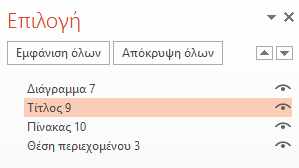 Επιλογή
Εμφάνιση όλων Απόκρυψη όλων
Διάγραμμα 7
Τίτλος 9
Πίνακας 10
Θέση περιεχομένου 3